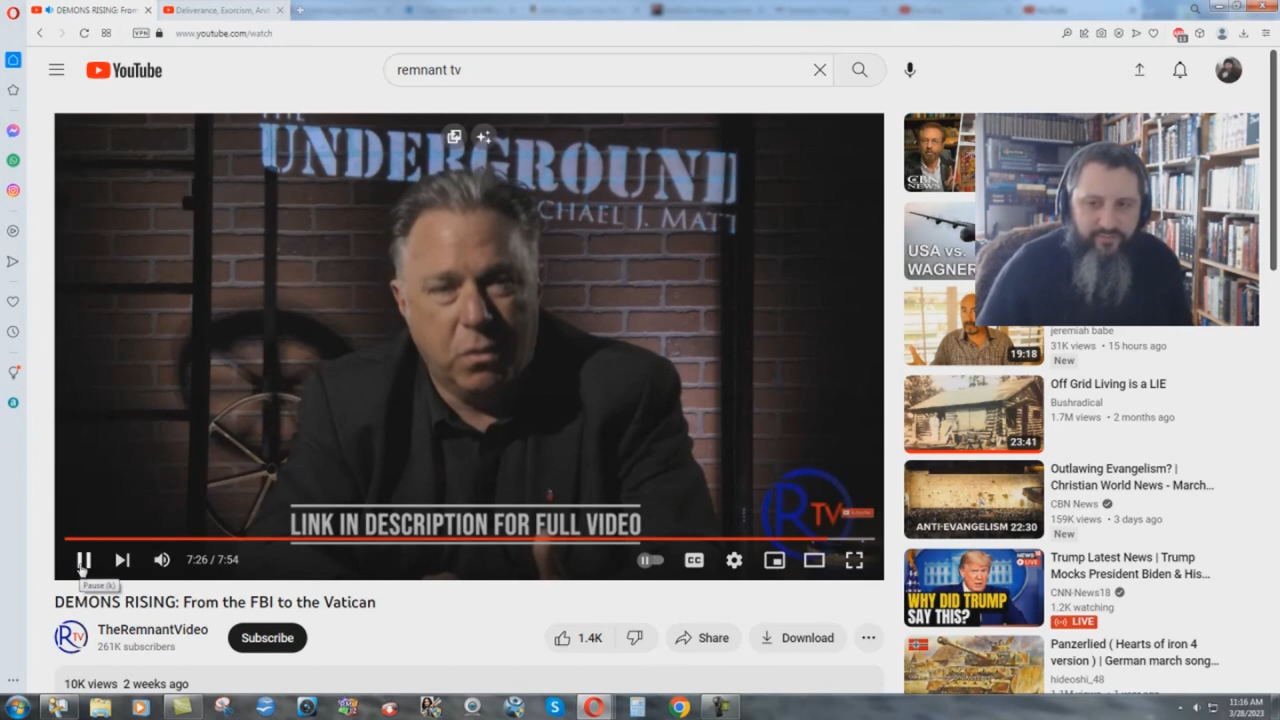 DEMONS RISING: From
Deliverance, Exorcism, And
VPN
www.youtube.com/watch
11
YouTube
remnant tv
THE
UNDERGROUND
CHAEL J. MATT
LINK IN DESCRIPTION FOR FULL VIDEO
RTV
7:26 / 7:54
CC
Pause (k)
DEMONS RISING: From the FBI to the Vatican
RTV
TheRemnantVideo
261K subscribers
Subscribe
1.4K
Share
Download
10K views 2 weeks ago
CBN
NEWS
USA vs.
WAGNER
19:18
jeremiah babe
31K views • 15 hours ago
New
23:41
Off Grid Living is a LIE
Bushradical
1.7M views • 2 months ago
ANTI-EVANGELISM 22:30
Outlawing Evangelism? |
Christian World News - March...
CBN News
159K views • 3 days ago
New
NEWS
LIVE
WHY DID TRUMP
SAY THIS?
Trump Latest News | Trump
Mocks President Biden & His...
CNN-News18
1.2K watching
LIVE
Panzerlied ( Hearts of iron 4
version ) | German march song...
hideoshi_48
11:16 AM
3/28/2023